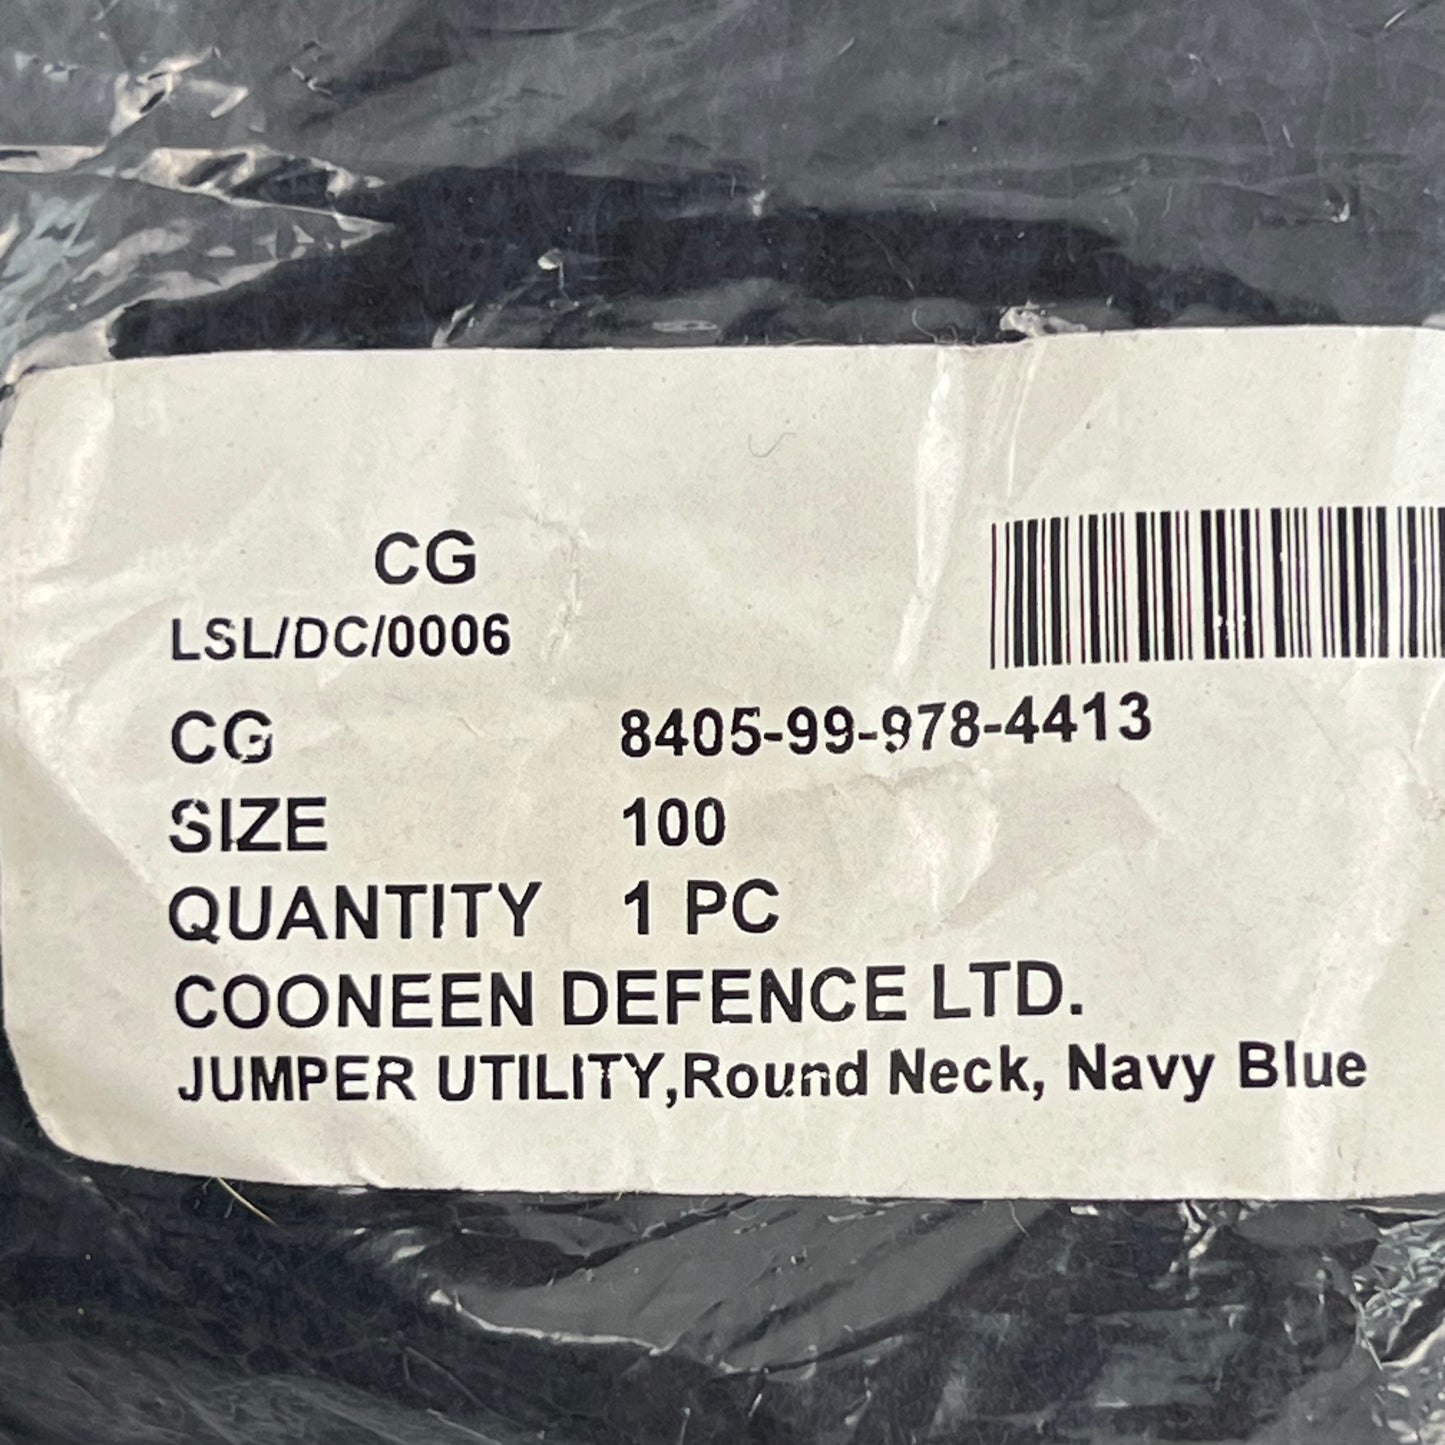 CG
LSL/DC/0006
CG 8405-99-978-4413
SIZE 100
QUANTITY 1 PC
COONEEN DEFENCE LTD.
JUMPER UTILITY,Round Neck, Navy Blue